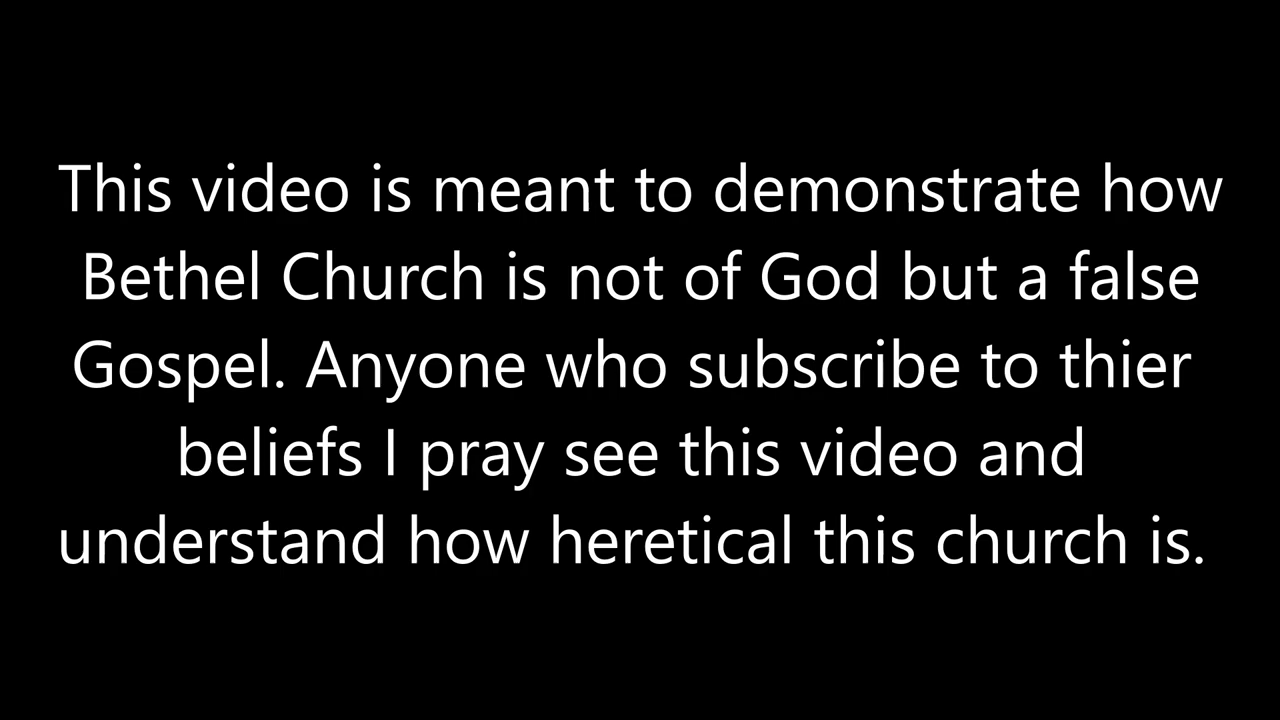 This video is meant to demonstrate how
Bethel Church is not of God but a false
Gospel. Anyone who subscribe to thier
beliefs I pray see this video and
understand how heretical this church is.